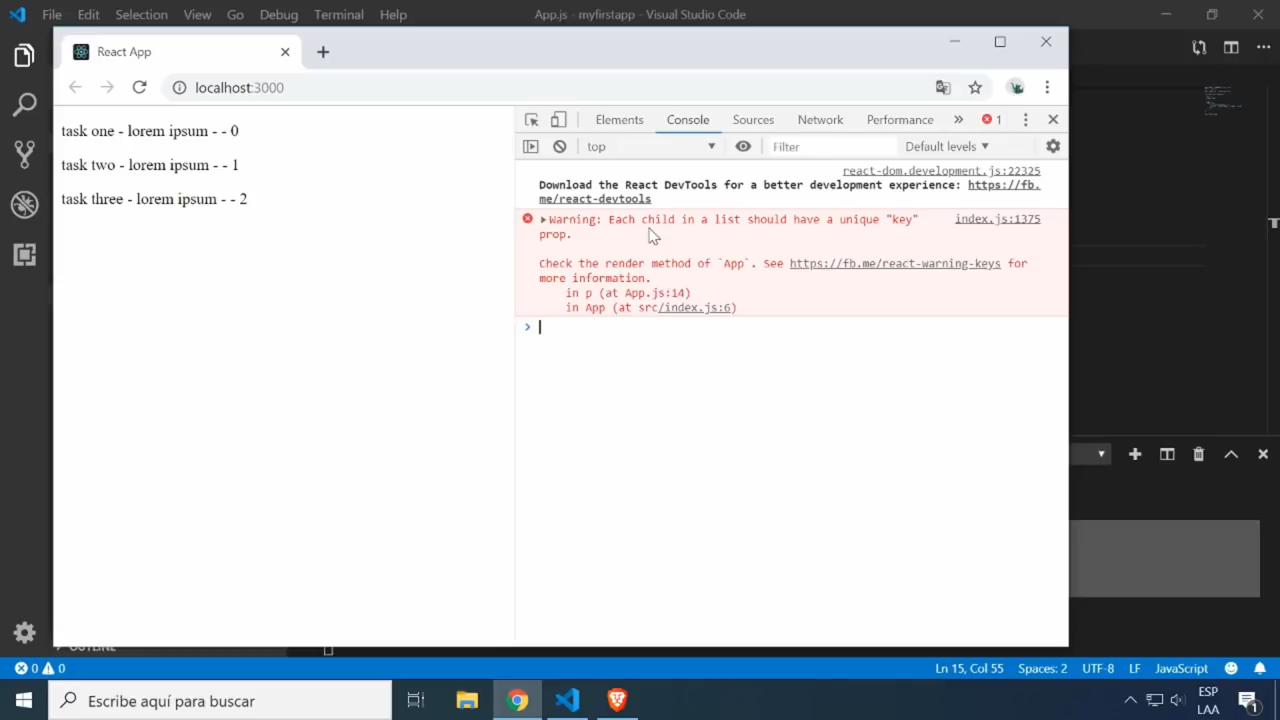 File Edit Selection View Go Debug Terminal Help App.js - myfirstapp - Visual Studio Code
React App
localhost:3000
task one - lorem ipsum - - 0
task two - lorem ipsum - - 1
task three - lorem ipsum - - 2
Elements Console Sources Network Performance » 1
top Filter Default levels
react-dom.development.js:22325
Download the React DevTools for a better development experience: https://fb.
me/react-devtools
Warning: Each child in a list should have a unique "key" index.js:1375
prop.
Check the render method of `App`. See https://fb.me/react-warning-keys for
more information.
in p (at App.js:14)
in App (at src/index.js:6)
>
OUTLINE
0 0 Ln 15, Col 55 Spaces: 2 UTF-8 LF JavaScript
Escribe aquí para buscar
ESP
LAA
1